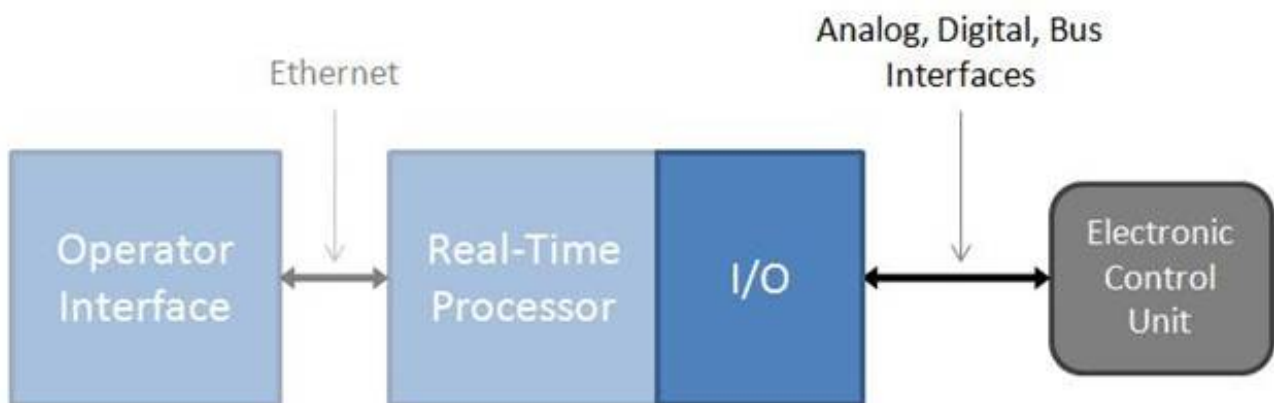 Analog, Digital, Bus
Interfaces
Ethernet
Operator
Interface
Real-Time
Processor
I/O
Electronic
Control
Unit